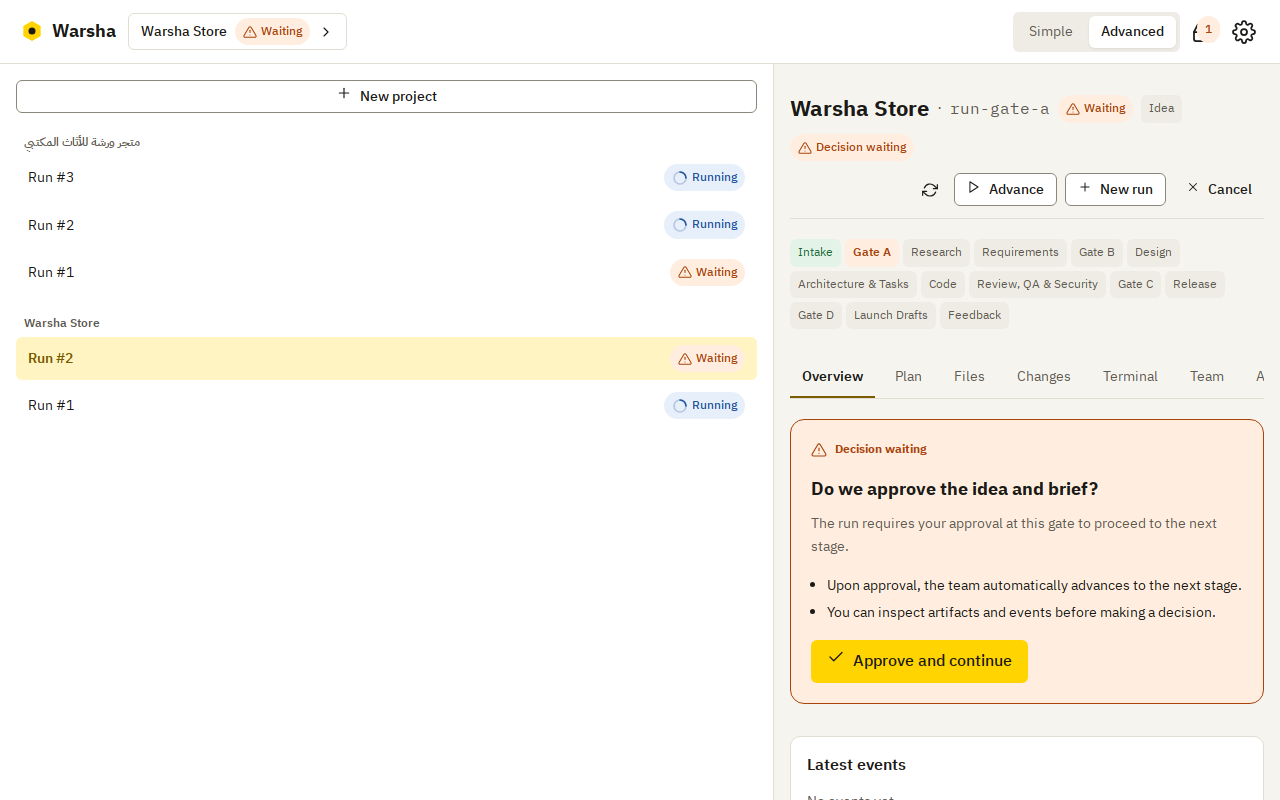 Warsha
Warsha Store Waiting
Simple Advanced 1
New project
متجر ورشة للأثاث المكتبي
Run #3 Running
Run #2 Running
Run #1 Waiting
Warsha Store
Run #2 Waiting
Run #1 Running
Warsha Store · run-gate-a Waiting Idea
Decision waiting
Advance New run Cancel
Intake Gate A Research Requirements Gate B Design
Architecture & Tasks Code Review, QA & Security Gate C Release
Gate D Launch Drafts Feedback
Overview Plan Files Changes Terminal Team A
Decision waiting
Do we approve the idea and brief?
The run requires your approval at this gate to proceed to the next
stage.
• Upon approval, the team automatically advances to the next stage.
• You can inspect artifacts and events before making a decision.
Approve and continue
Latest events
No events yet